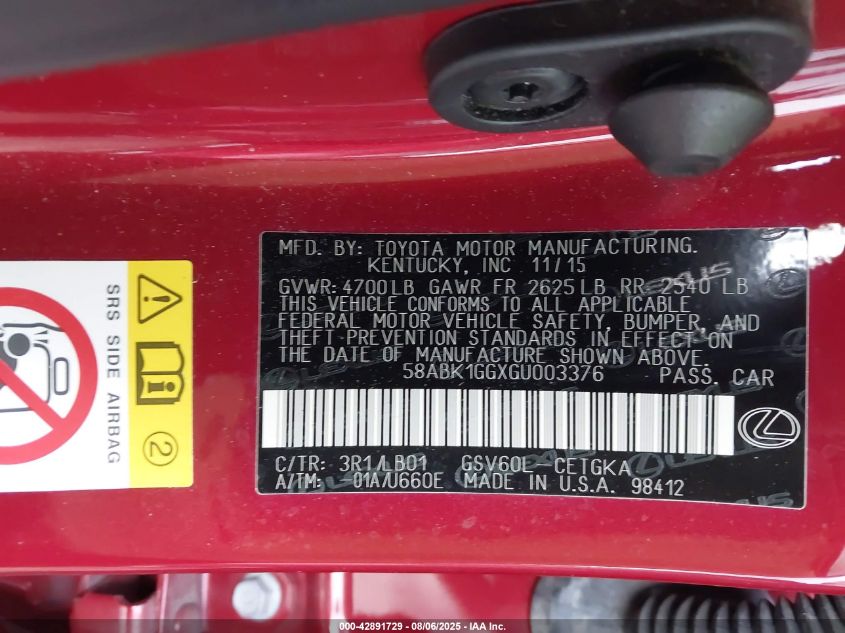 MFD. BY: TOYOTA MOTOR MANUFACTURING.
KENTUCKY, INC 11/15
GVWR: 4700LB GAWR FR 2625LB RR 2540 LB
THIS VEHICLE CONFORMS TO ALL APPLICABLE
FEDERAL MOTOR VEHICLE SAFETY, BUMPER, AND
THEFT PREVENTION STANDARDS IN EFFECT ON
THE DATE OF MANUFACTURE SHOWN ABOVE.
58ABK1GGXGU003376 PASS. CAR
C/TR: 3R1/LB01 GSV60L-CETGKA
A/TM: 01A/U660E MADE IN U.S.A. 98412
SRS SIDE AIRBAG
2
000-42891729 - 08/06/2025 - IAA Inc.